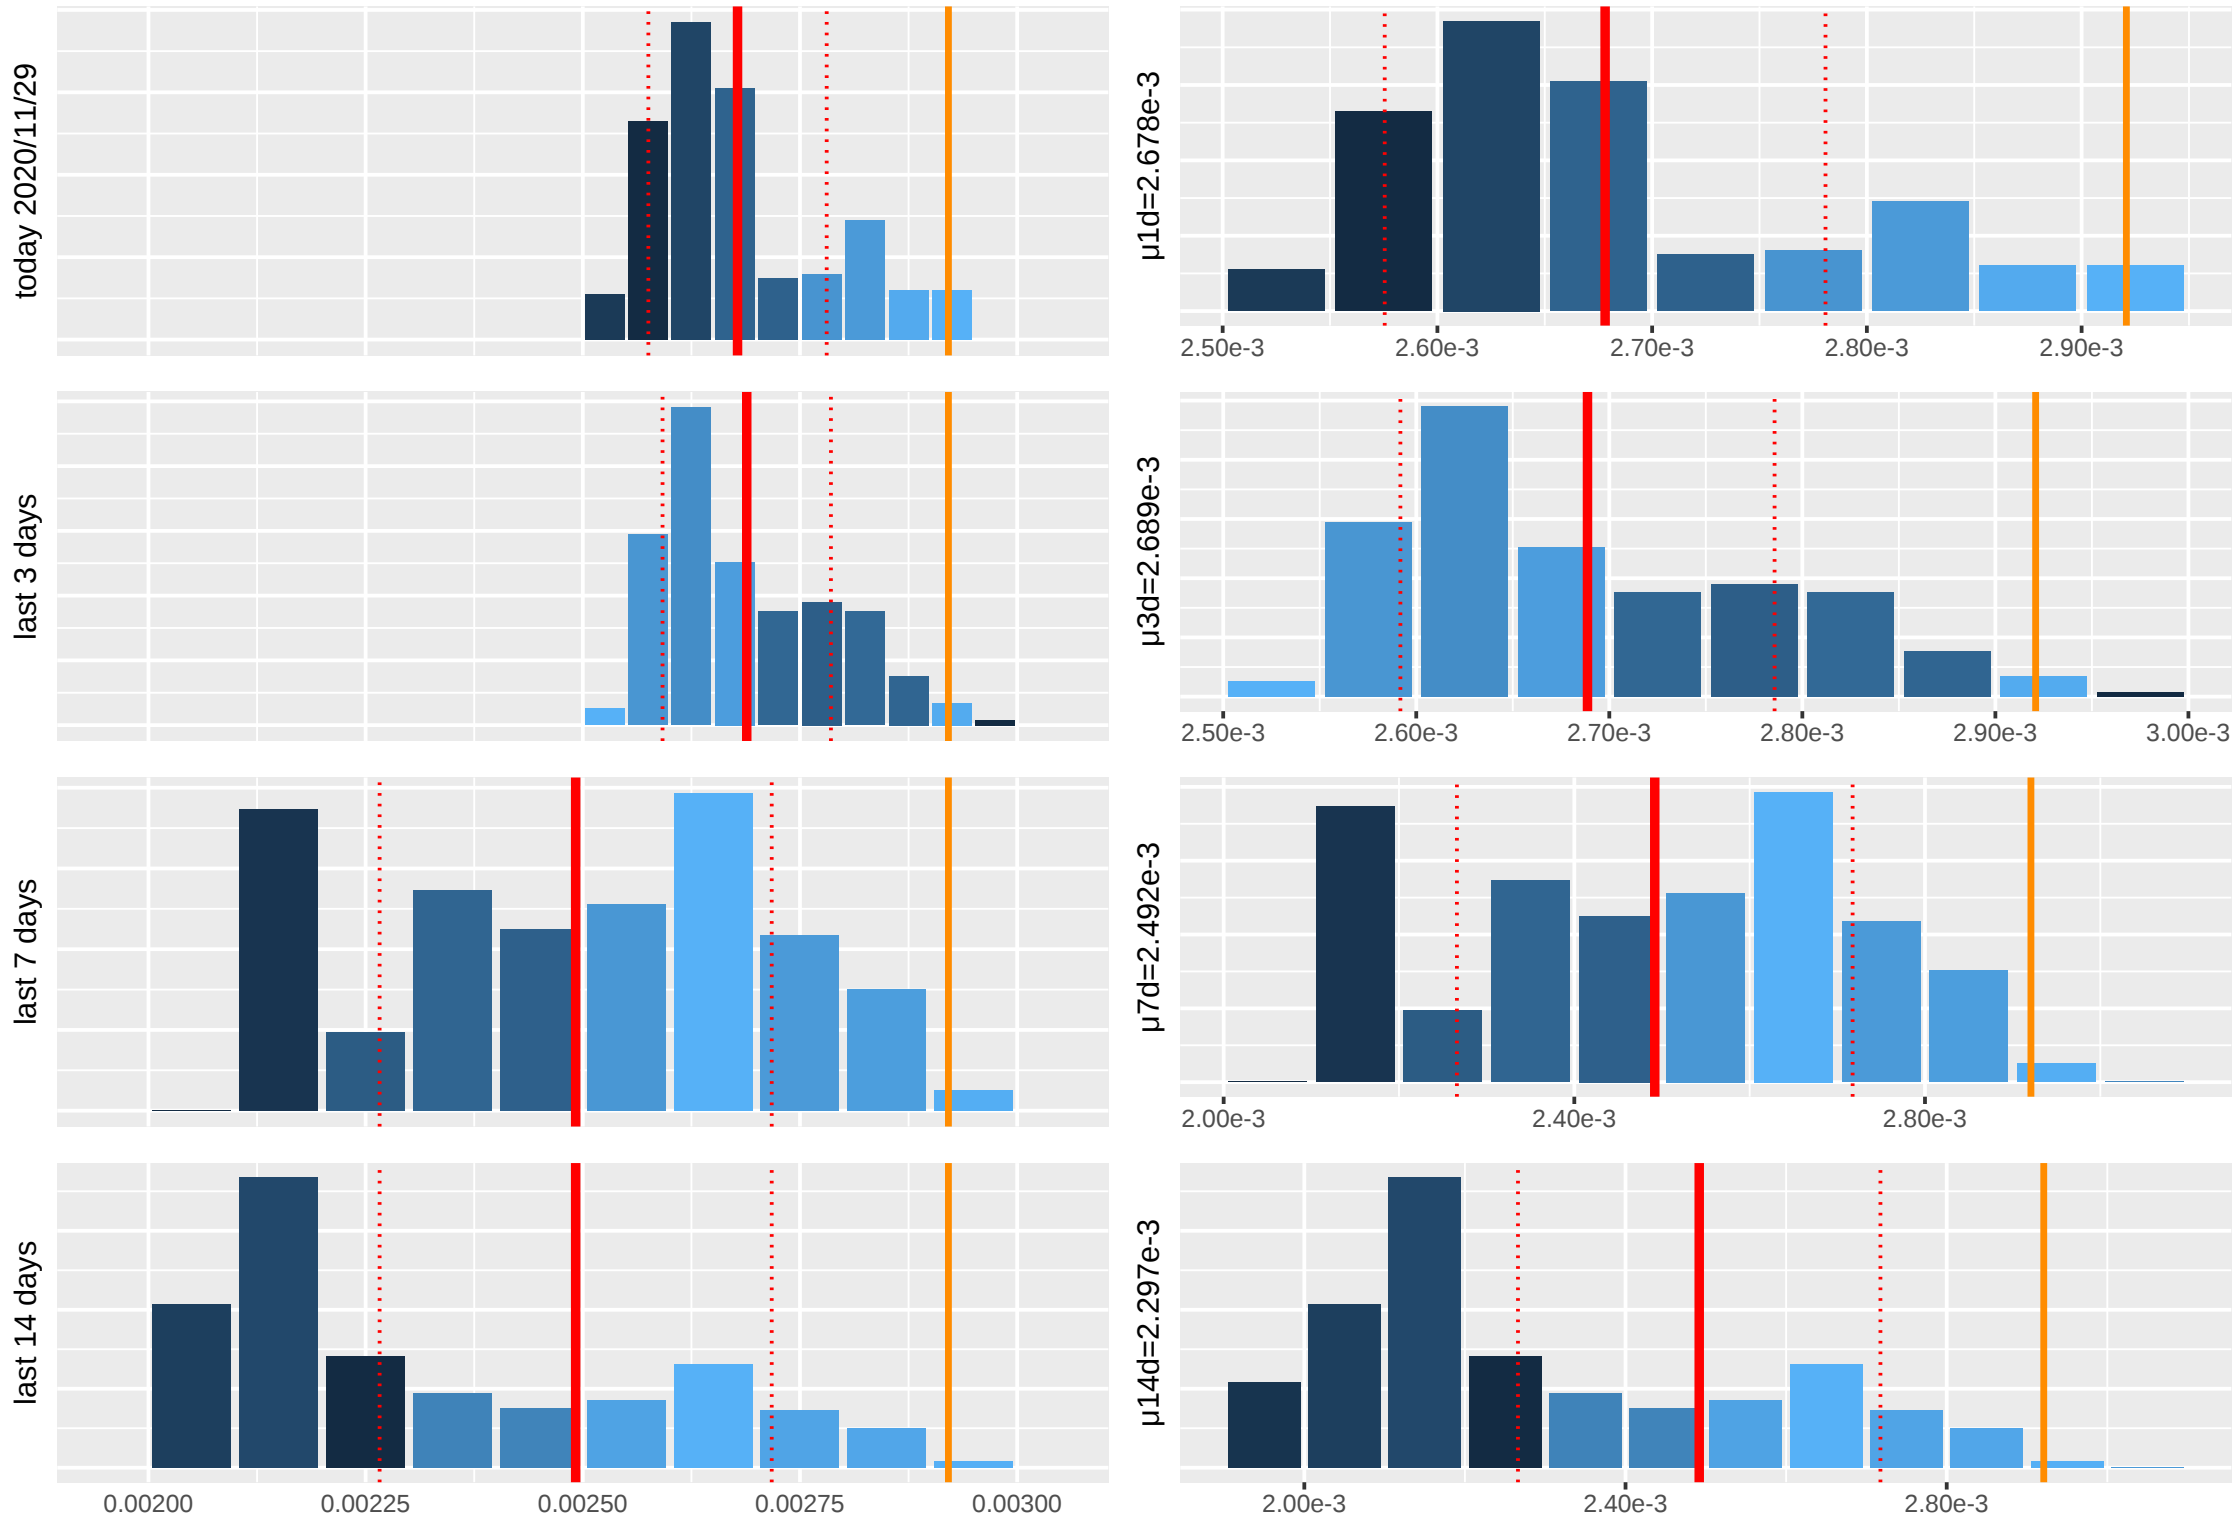 today 2020/11/29
µ1d=2.678e-3
2.50e-3 2.60e-3 2.70e-3 2.80e-3 2.90e-3
last 3 days
µ3d=2.689e-3
2.50e-3 2.60e-3 2.70e-3 2.80e-3 2.90e-3 3.00e-3
last 7 days
µ7d=2.492e-3
2.00e-3 2.40e-3 2.80e-3
last 14 days
µ14d=2.297e-3
0.00200 0.00225 0.00250 0.00275 0.00300
2.00e-3 2.40e-3 2.80e-3